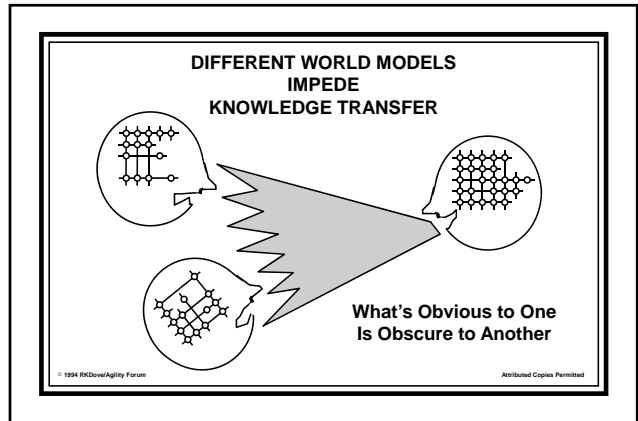 DIFFERENT WORLD MODELS
IMPEDE
KNOWLEDGE TRANSFER
What's Obvious to One
Is Obscure to Another
© 1994 RKDove/Agility Forum
Attributed Copies Permitted